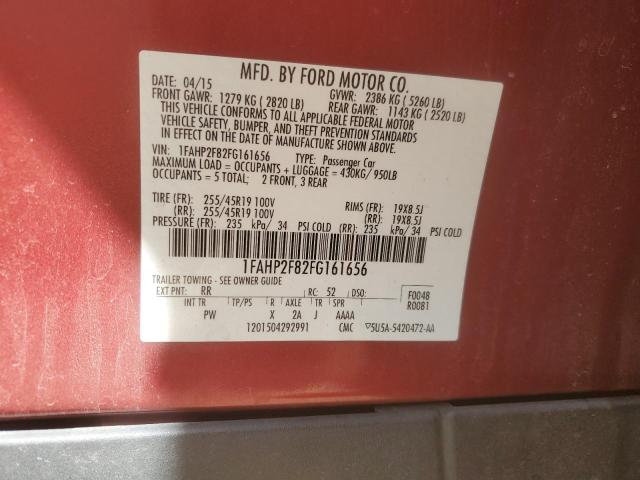 MFD. BY FORD MOTOR CO.
DATE: 04/15 GVWR: 2386 KG ( 5260 LB)
FRONT GAWR: 1279 KG ( 2820 LB) REAR GAWR: 1143 KG ( 2520 LB)
THIS VEHICLE CONFORMS TO ALL APPLICABLE FEDERAL MOTOR
VEHICLE SAFETY, BUMPER, AND THEFT PREVENTION STANDARDS
IN EFFECT ON THE DATE OF MANUFACTURE SHOWN ABOVE.
VIN: 1FAHP2F82FG161656 TYPE: Passenger Car
MAXIMUM LOAD = OCCUPANTS + LUGGAGE = 430KG/ 950LB
OCCUPANTS = 5 TOTAL; 2 FRONT, 3 REAR
TIRE (FR): 255/45R19 100V RIMS (FR): 19X8.5J
(RR): 255/45R19 100V (RR): 19X8.5J
PRESSURE (FR): 235 kPa/ 34 PSI COLD (RR): 235 kPa/ 34 PSI COLD
1FAHP2F82FG161656
TRAILER TOWING - SEE OWNER GUIDE
EXT PNT: RR RC: 52 DSO: F0048
R0081
INT TR TP/PS R AXLE TR SPR
PW X 2A J AAAA
1201504292991 CMC ▽5U5A-5420472-AA